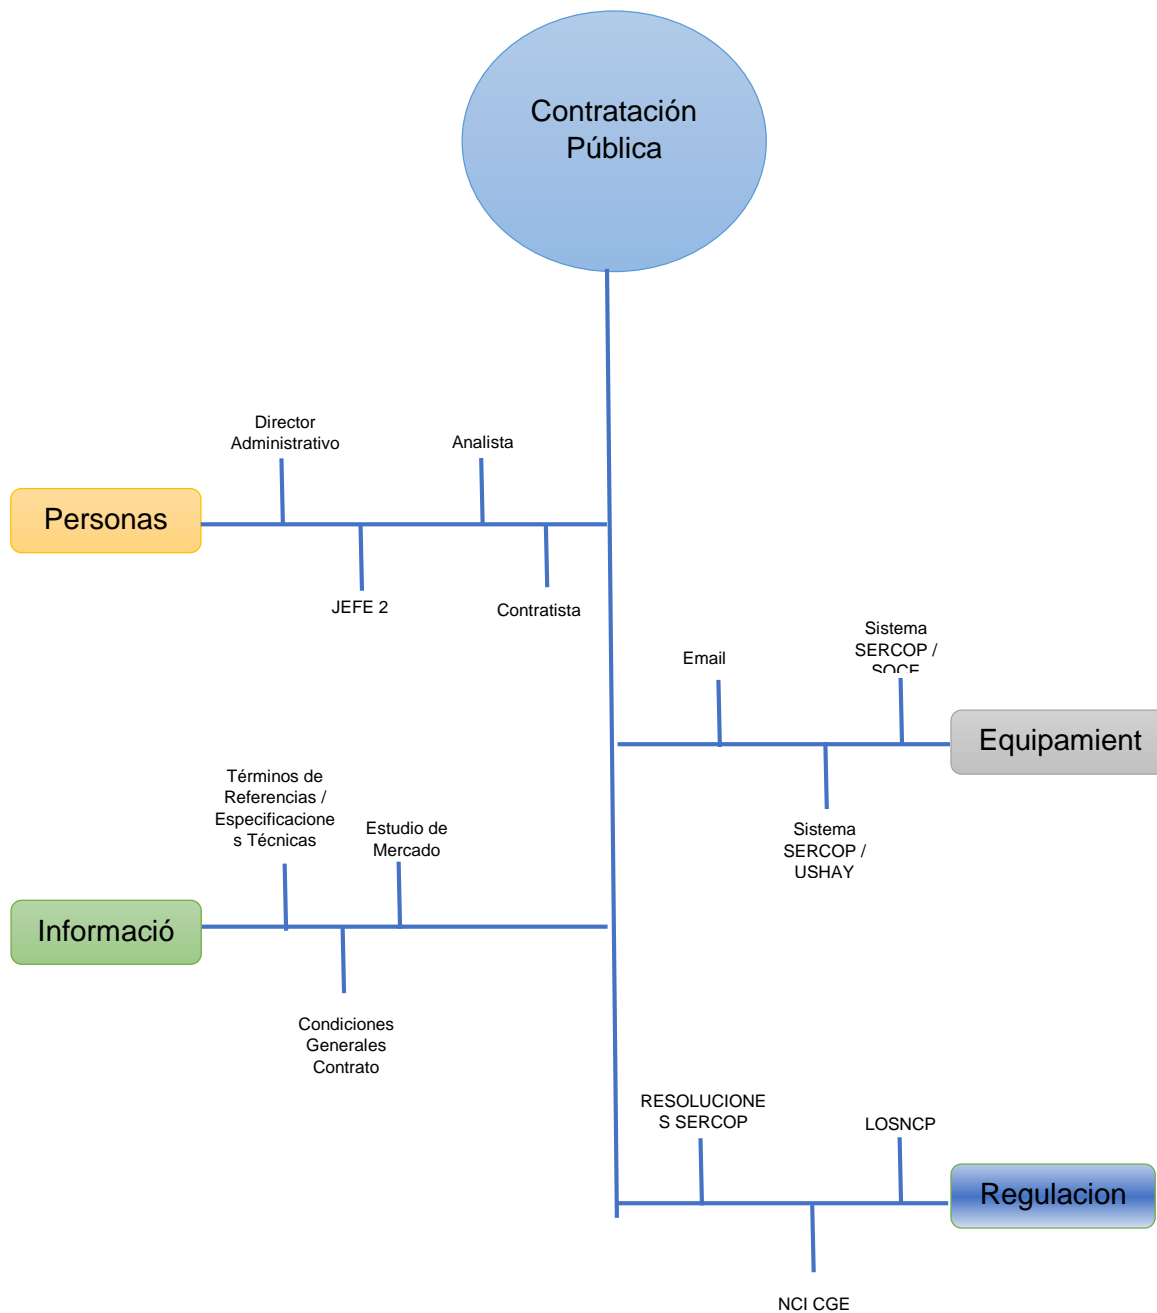 Contratación
Pública
Director
Administrativo
Analista
Personas
JEFE 2
Contratista
Sistema
SERCOP /
SOCE
Email
Equipamient
Sistema
SERCOP /
USHAY
Términos de
Referencias /
Especificacione
s Técnicas
Estudio de
Mercado
Informació
Condiciones
Generales
Contrato
RESOLUCIONE
S SERCOP
LOSNCP
Regulacion
NCI CGE